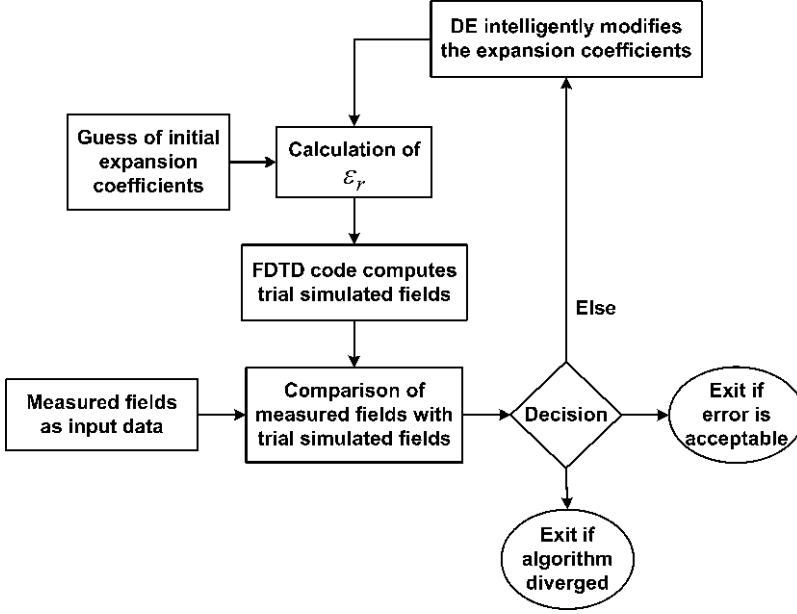 DE intelligently modifies
the expansion coefficients
Guess of initial
expansion
coefficients
Calculation of
εr
FDTD code computes
trial simulated fields
Else
Measured fields
as input data
Comparison of
measured fields with
trial simulated fields
Decision
Exit if
error is
acceptable
Exit if
algorithm
diverged